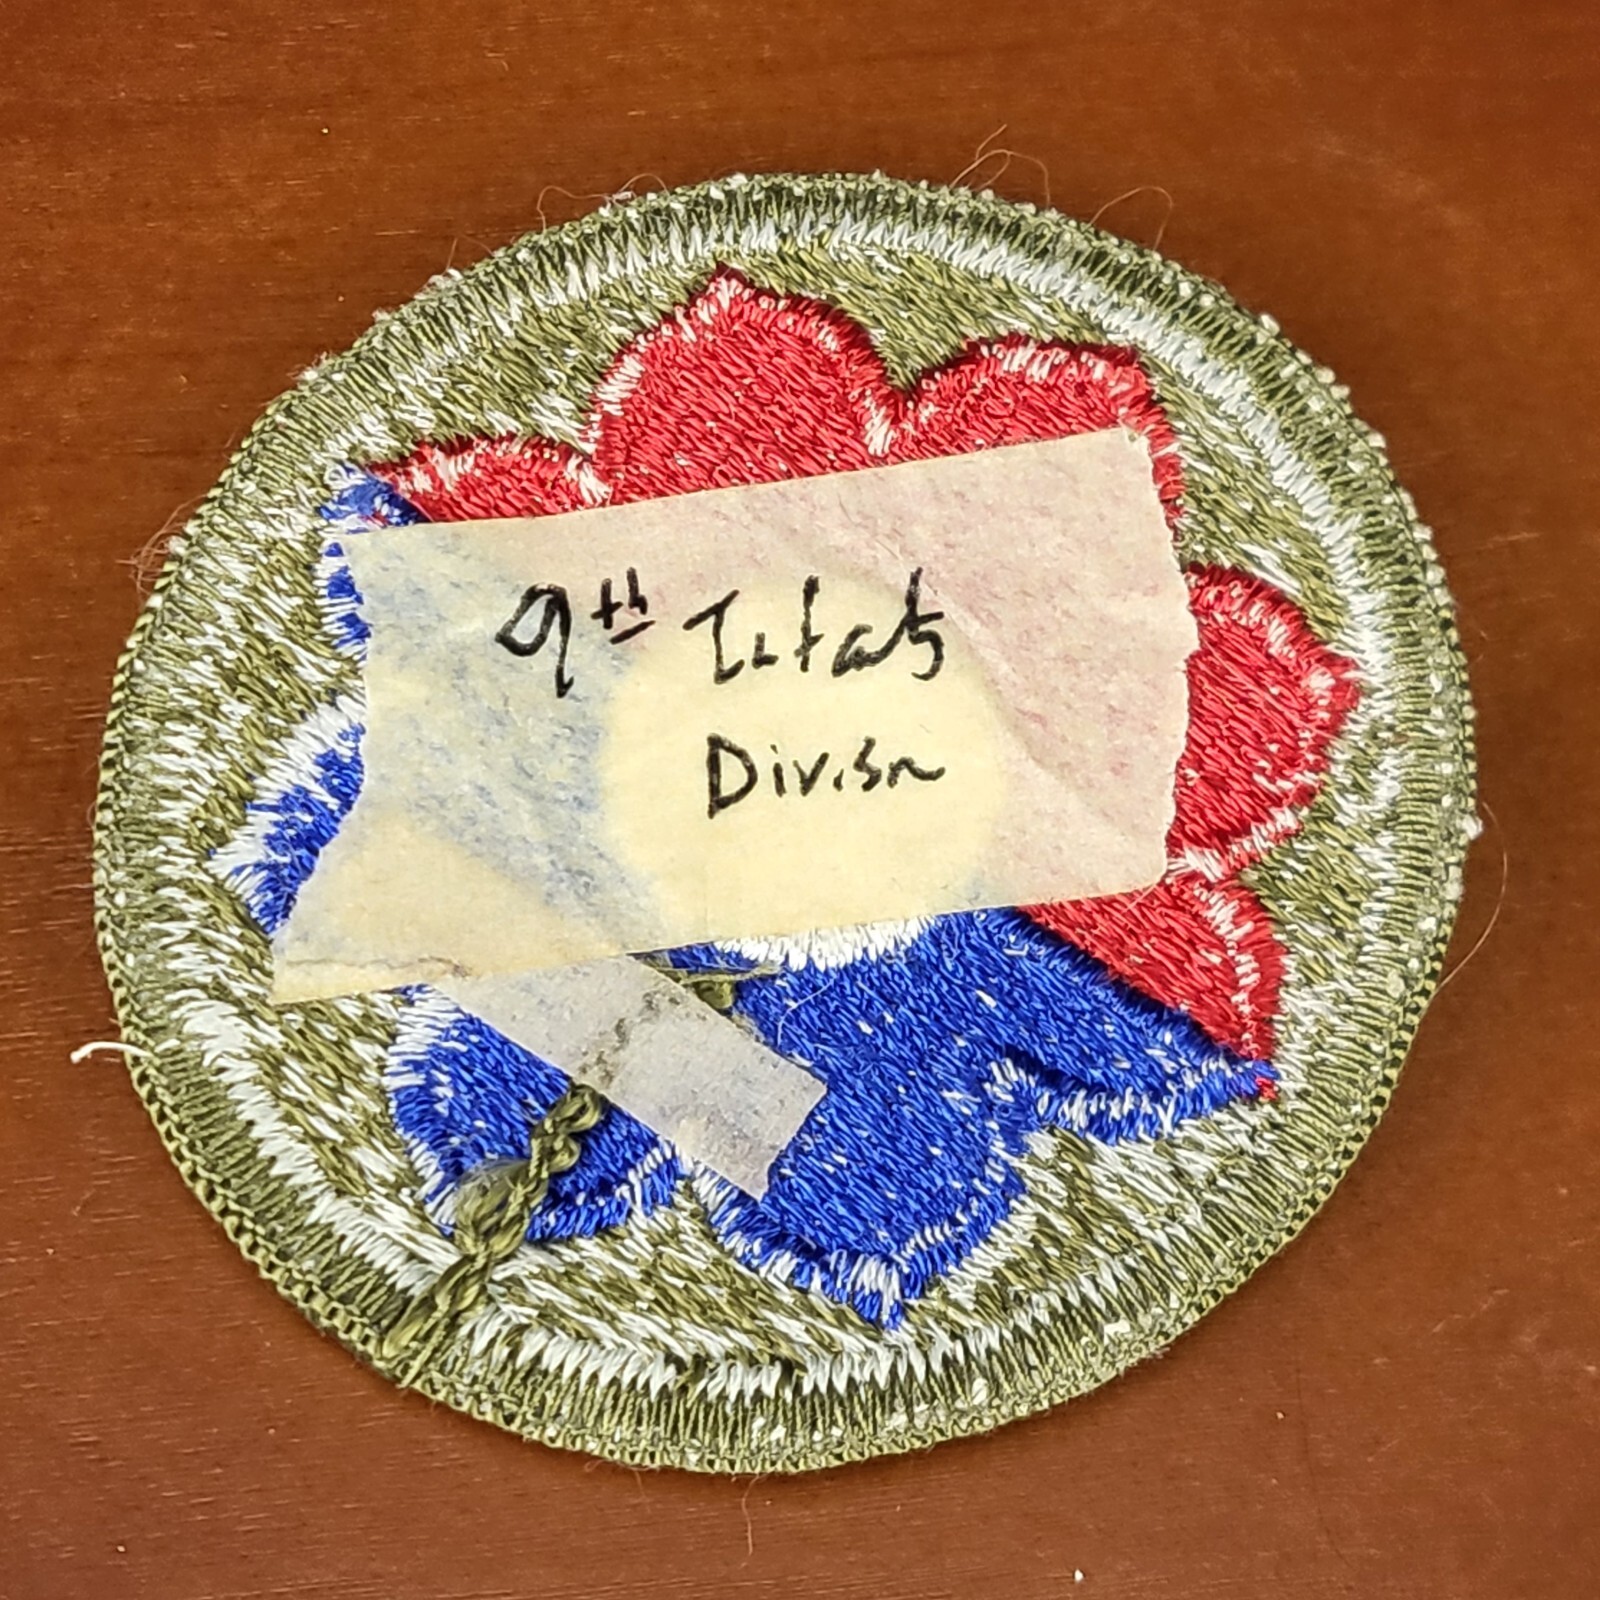 9th Infantry
Division